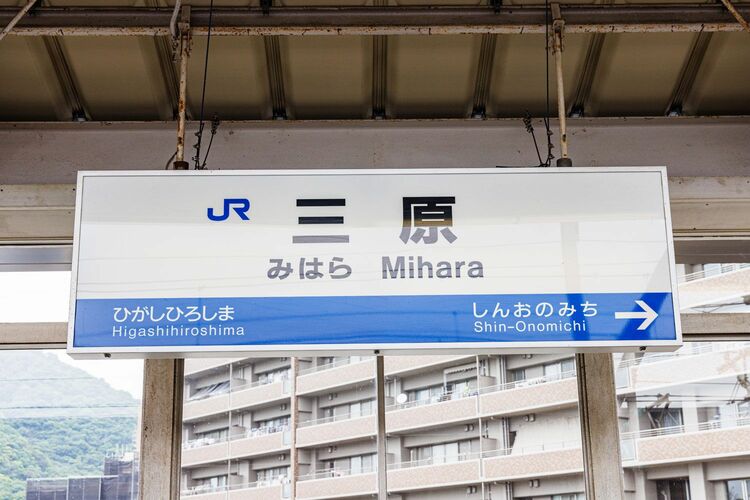 JR 三原
みはら Mihara
ひがしひろしま
Higashihiroshima
しんおのみち
Shin-Onomichi